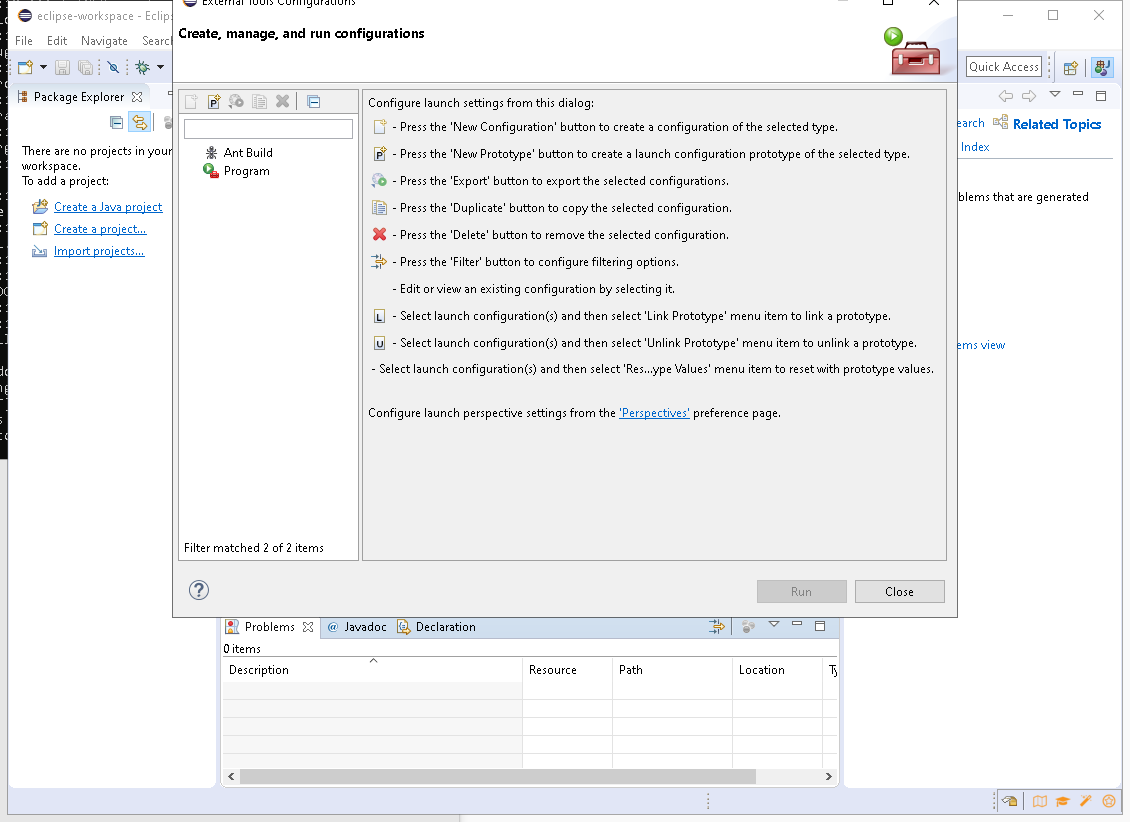 eclipse-workspace - Eclip
External Tools Configurations
File Edit Navigate Search
Create, manage, and run configurations
Quick Access
Package Explorer
There are no projects in your
workspace.
To add a project:
Create a Java project
Create a project...
Import projects...
Ant Build
Program
Filter matched 2 of 2 items
Configure launch settings from this dialog:
- Press the 'New Configuration' button to create a configuration of the selected type.
P - Press the 'New Prototype' button to create a launch configuration prototype of the selected type.
- Press the 'Export' button to export the selected configurations.
- Press the 'Duplicate' button to copy the selected configuration.
- Press the 'Delete' button to remove the selected configuration.
- Press the 'Filter' button to configure filtering options.
- Edit or view an existing configuration by selecting it.
L - Select launch configuration(s) and then select 'Link Prototype' menu item to link a prototype.
U - Select launch configuration(s) and then select 'Unlink Prototype' menu item to unlink a prototype.
- Select launch configuration(s) and then select 'Res...ype Values' menu item to reset with prototype values.
Configure launch perspective settings from the 'Perspectives' preference page.
Run Close
earch Related Topics
Index
blems that are generated
ems view
Problems @ Javadoc Declaration
0 items
Description Resource Path Location Ty